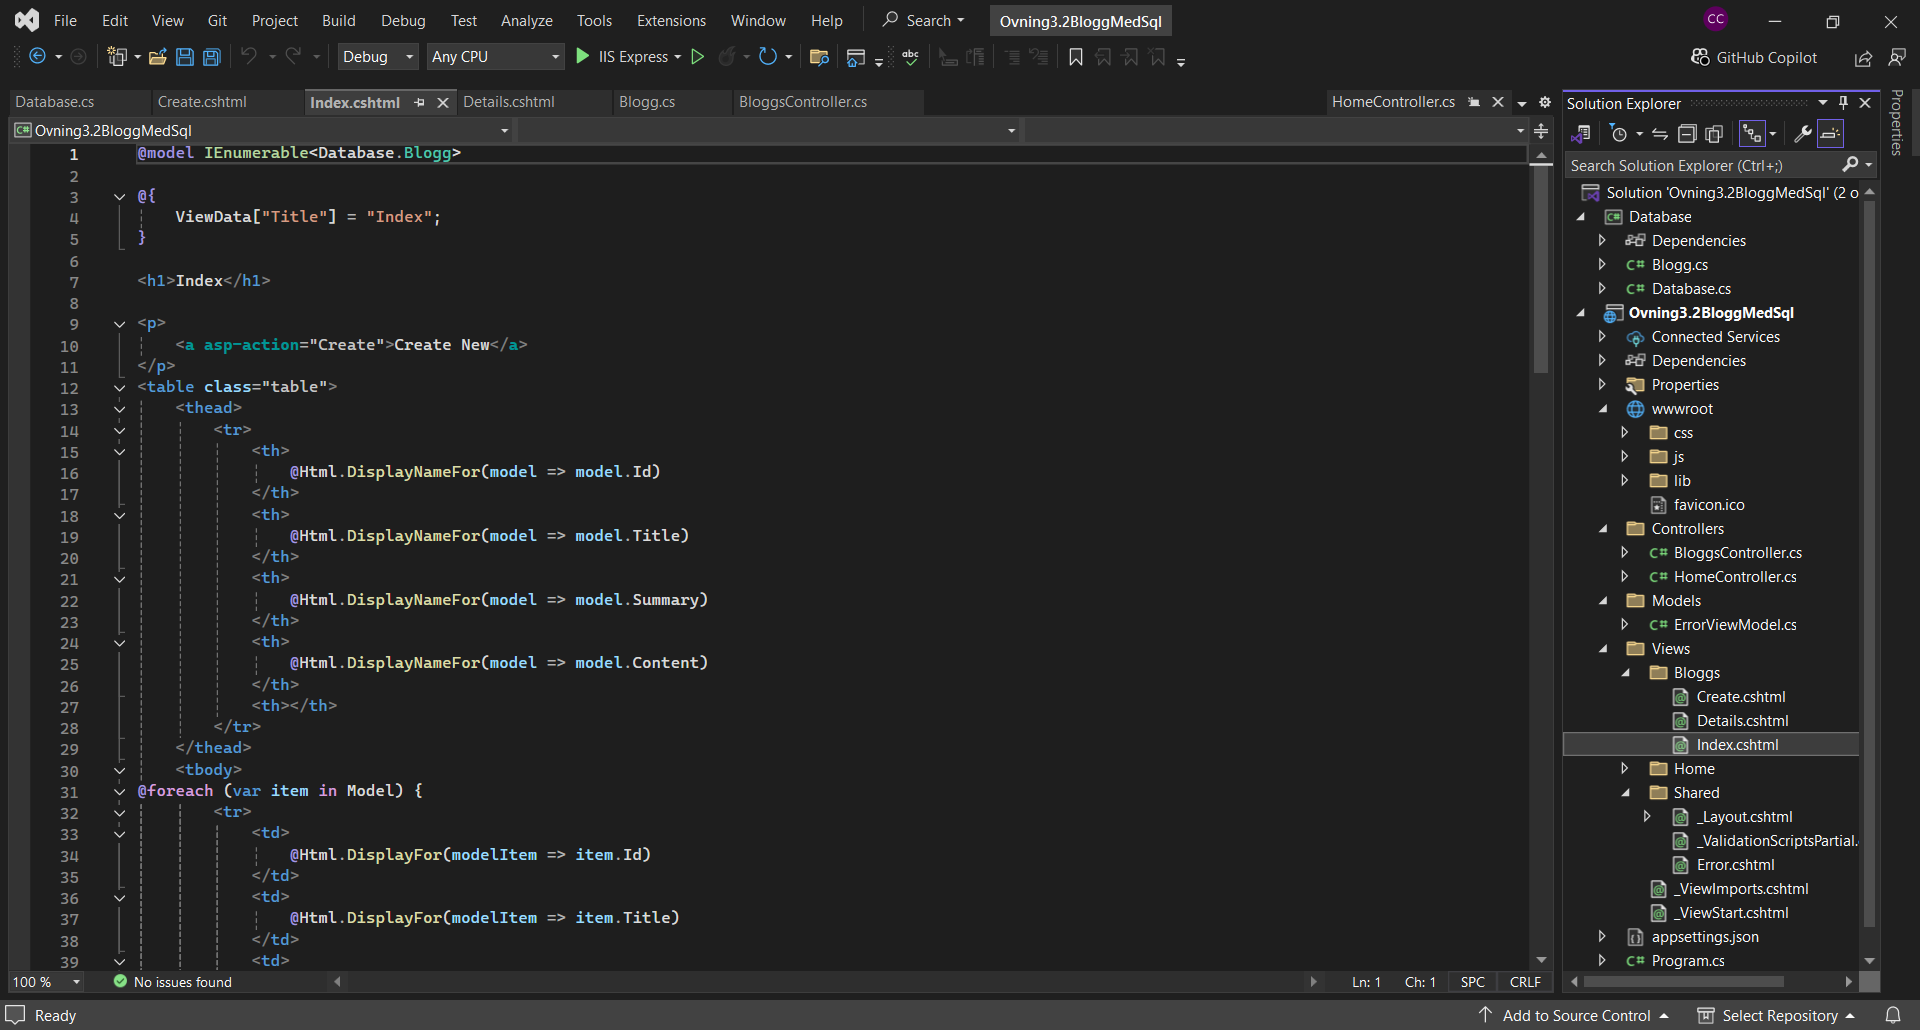 File Edit View Git Project Build Debug Test Analyze Tools Extensions Window Help Search Ovning3.2BloggMedSql CC
Debug Any CPU IIS Express abc GitHub Copilot
Database.cs Create.cshtml Index.cshtml Details.cshtml Blogg.cs BloggsController.cs HomeController.cs
C# Ovning3.2BloggMedSql
1 @model IEnumerable<Database.Blogg>
2
3 @{
4 ViewData["Title"] = "Index";
5 }
6
7 <h1>Index</h1>
8
9 <p>
10 <a asp-action="Create">Create New</a>
11 </p>
12 <table class="table">
13 <thead>
14 <tr>
15 <th>
16 @Html.DisplayNameFor(model => model.Id)
17 </th>
18 <th>
19 @Html.DisplayNameFor(model => model.Title)
20 </th>
21 <th>
22 @Html.DisplayNameFor(model => model.Summary)
23 </th>
24 <th>
25 @Html.DisplayNameFor(model => model.Content)
26 </th>
27 <th></th>
28 </tr>
29 </thead>
30 <tbody>
31 @foreach (var item in Model) {
32 <tr>
33 <td>
34 @Html.DisplayFor(modelItem => item.Id)
35 </td>
36 <td>
37 @Html.DisplayFor(modelItem => item.Title)
38 </td>
39 <td>
100 % No issues found Ln: 1 Ch: 1 SPC CRLF
Solution Explorer
Search Solution Explorer (Ctrl+;)
Solution 'Ovning3.2BloggMedSql' (2 o
C# Database
Dependencies
C# Blogg.cs
C# Database.cs
Ovning3.2BloggMedSql
Connected Services
Dependencies
Properties
wwwroot
css
js
lib
favicon.ico
Controllers
C# BloggsController.cs
C# HomeController.cs
Models
C# ErrorViewModel.cs
Views
Bloggs
Create.cshtml
Details.cshtml
Index.cshtml
Home
Shared
_Layout.cshtml
_ValidationScriptsPartial.
Error.cshtml
_ViewImports.cshtml
_ViewStart.cshtml
appsettings.json
C# Program.cs
Properties
Ready Add to Source Control Select Repository